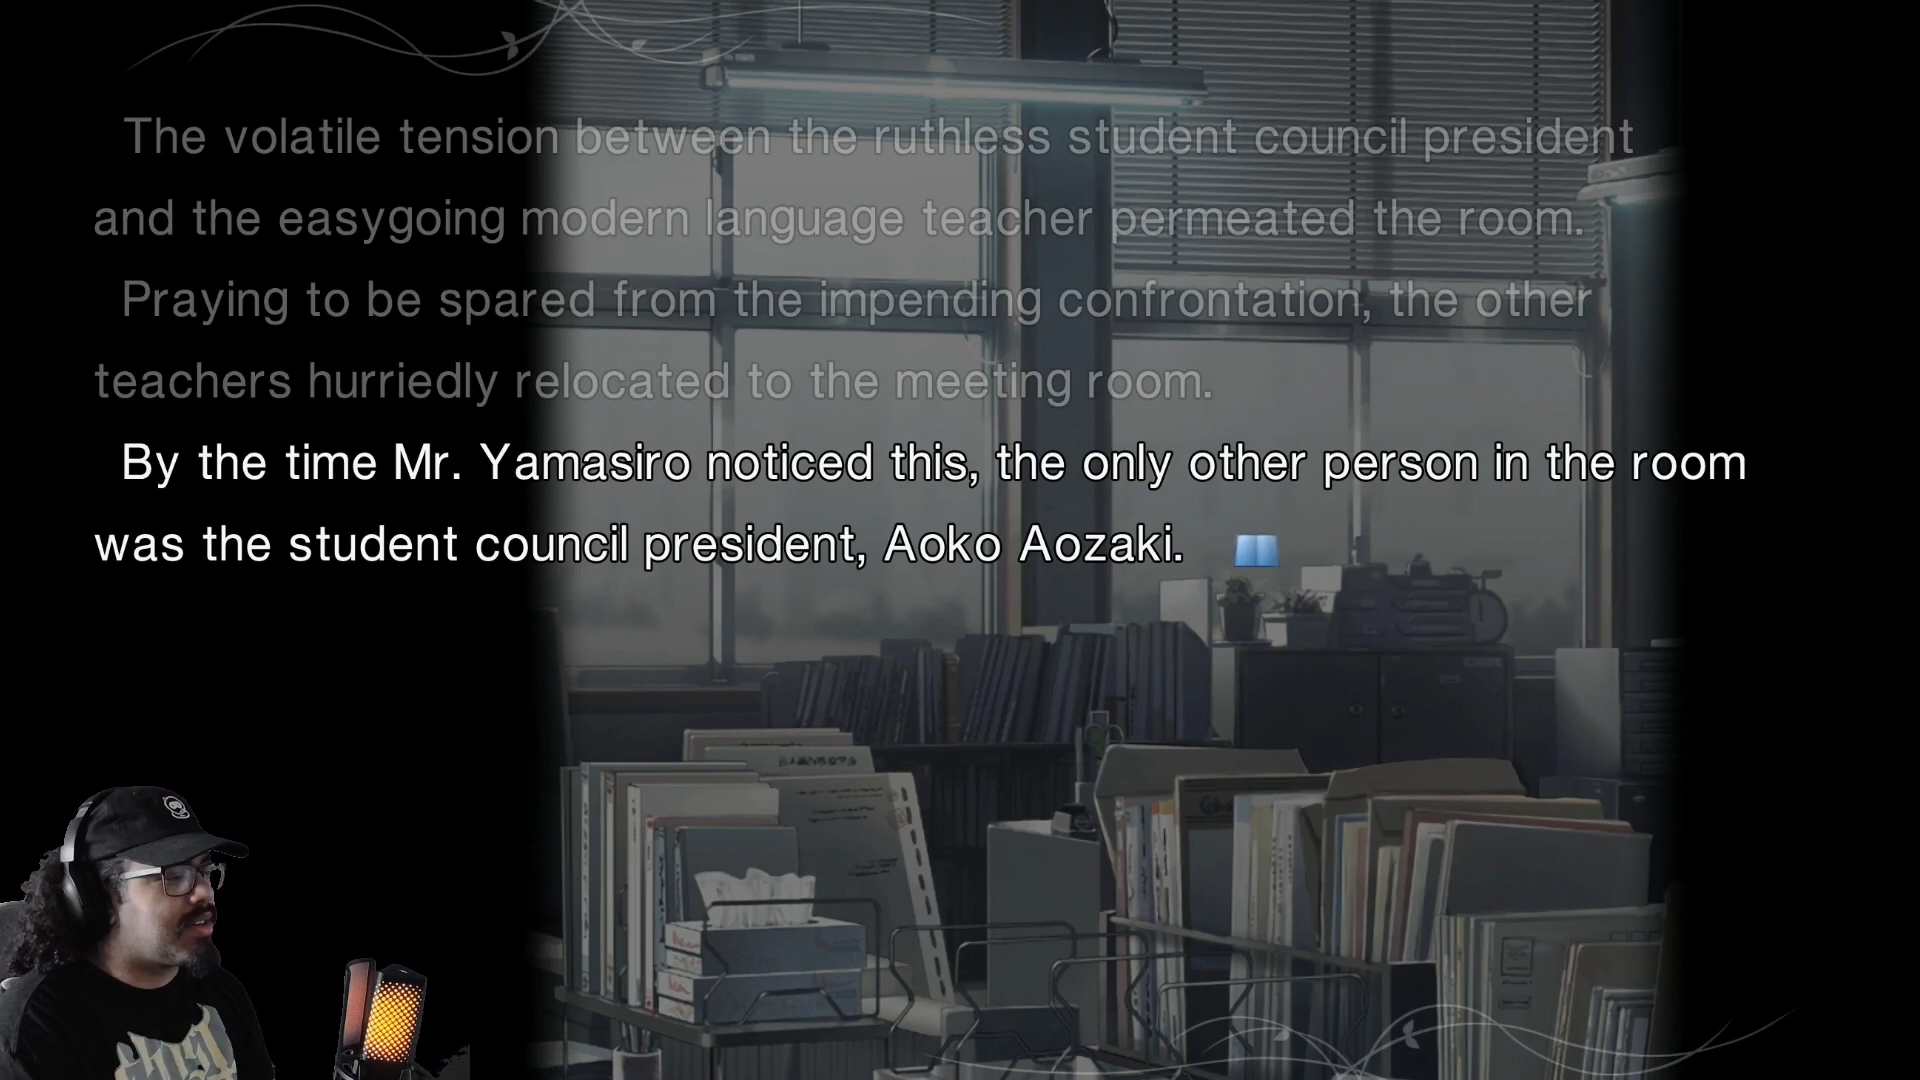 The volatile tension between the ruthless student council president
and the easygoing modern language teacher permeated the room.
Praying to be spared from the impending confrontation, the other
teachers hurriedly relocated to the meeting room.
By the time Mr. Yamasiro noticed this, the only other person in the room
was the student council president, Aoko Aozaki.